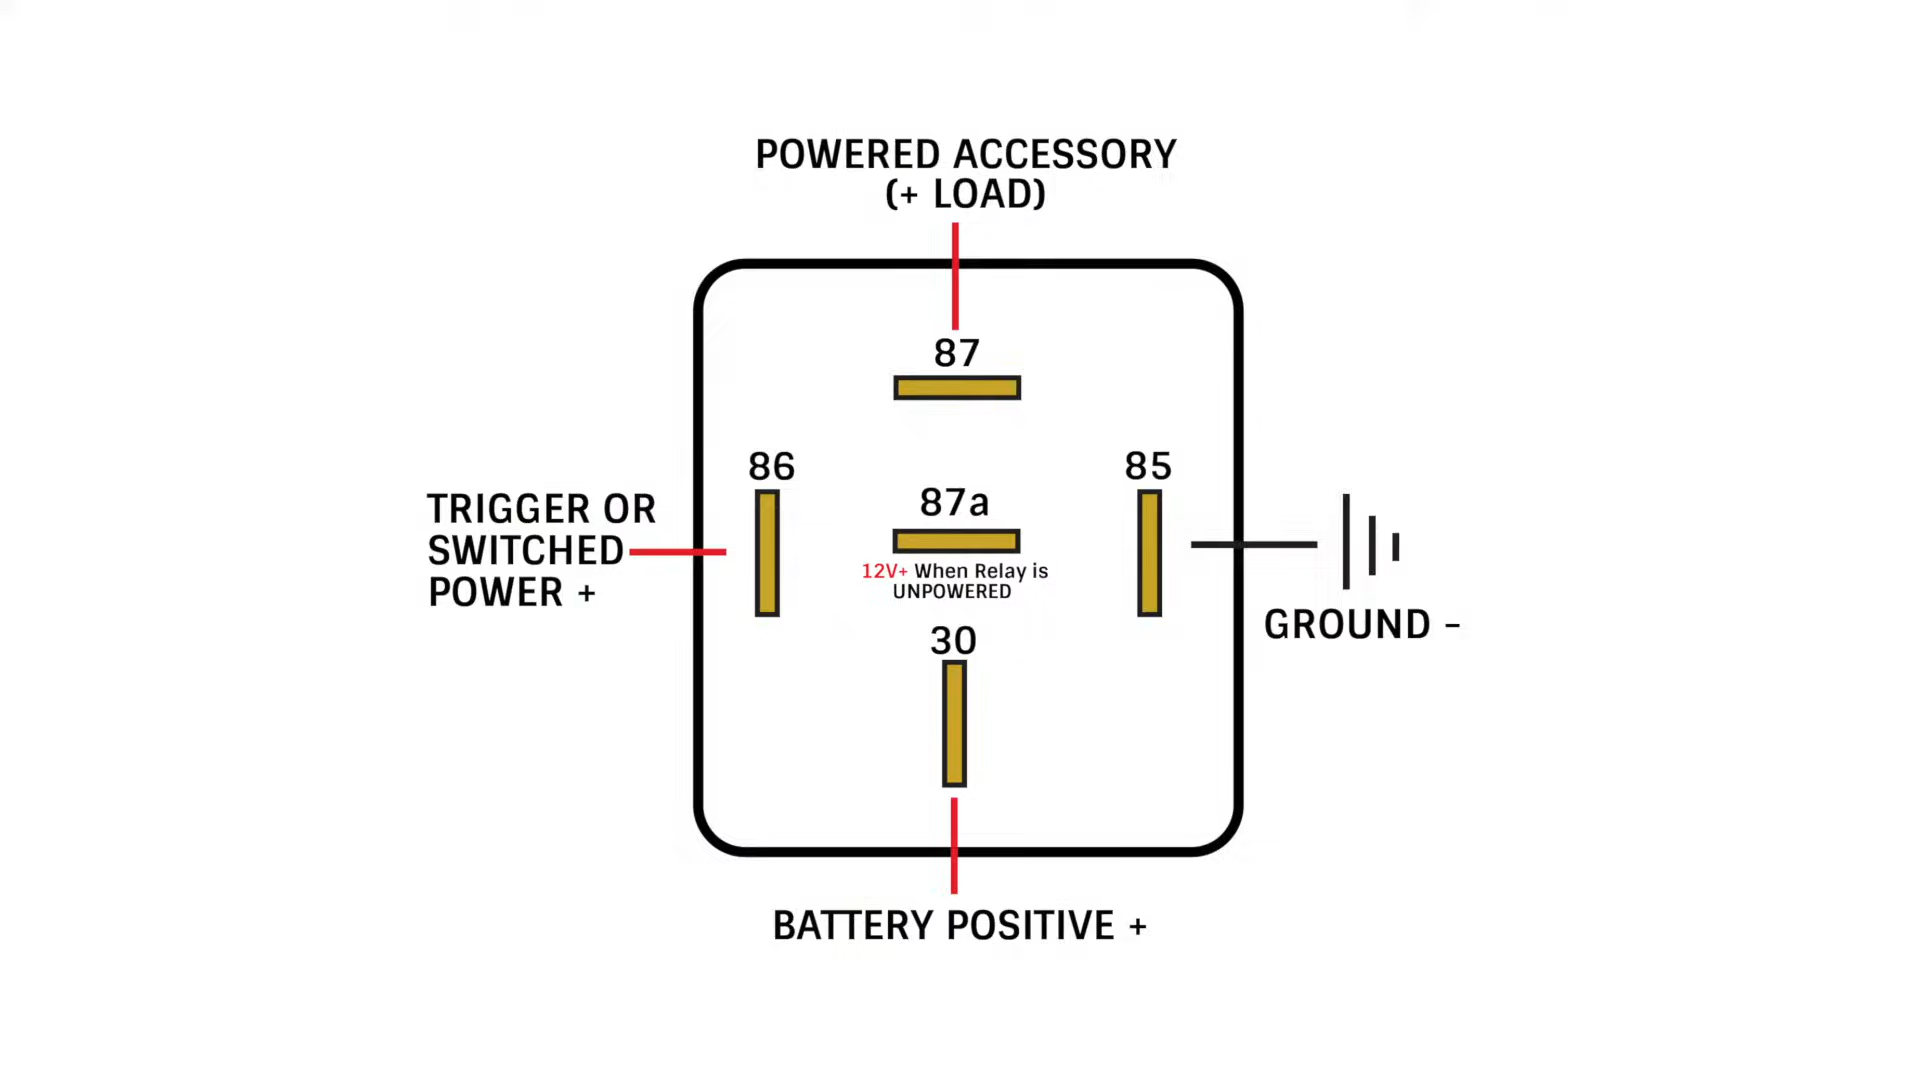 POWERED ACCESSORY
(+ LOAD)
87
86
85
87a
TRIGGER OR
SWITCHED
POWER +
12V+ When Relay is
UNPOWERED
GROUND -
30
BATTERY POSITIVE +